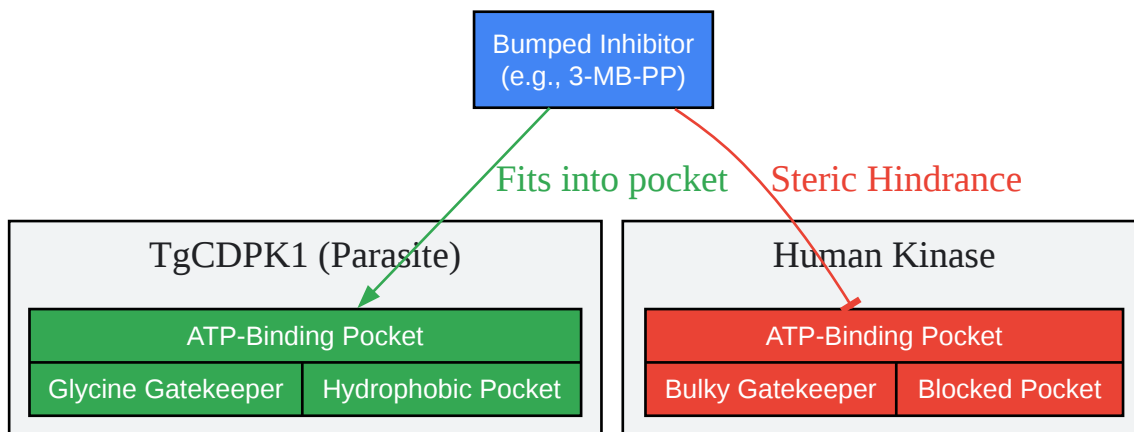 Bumped Inhibitor
(e.g., 3-MB-PP)
Fits into pocket
Steric Hindrance
TgCDPK1 (Parasite)
Human Kinase
ATP-Binding Pocket
Glycine Gatekeeper
Hydrophobic Pocket
ATP-Binding Pocket
Bulky Gatekeeper
Blocked Pocket